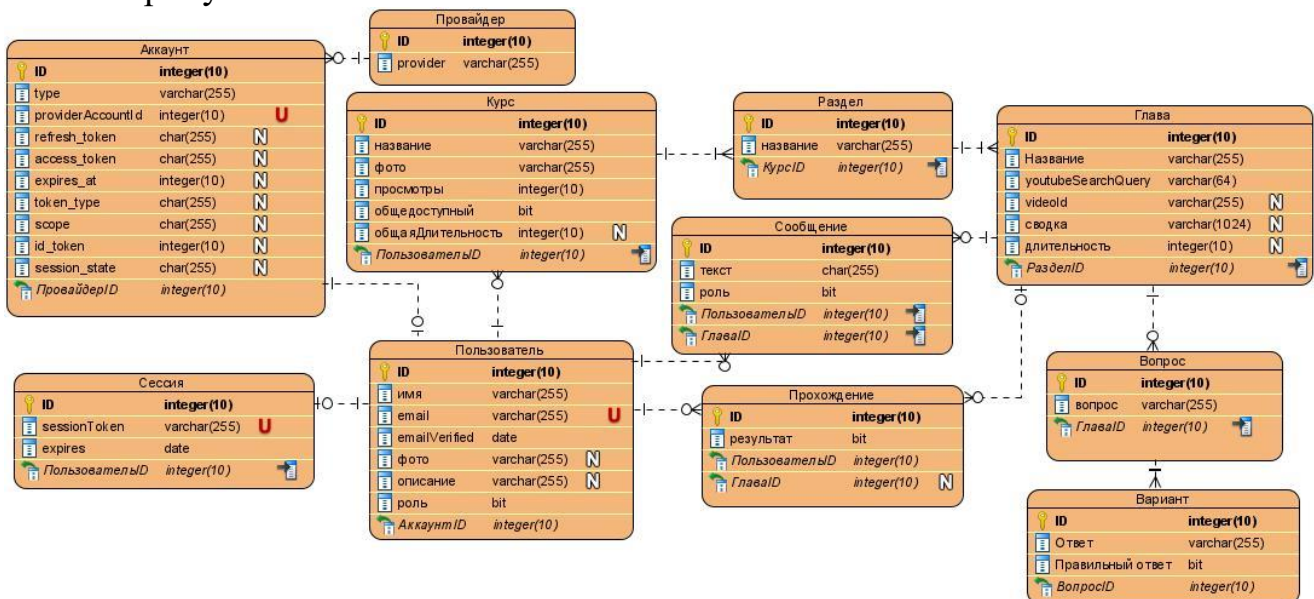 Провайдер
ID integer(10)
provider varchar(255)
Аккаунт
ID integer(10)
type varchar(255)
providerAccountId integer(10) U
refresh_token char(255) N
access_token char(255) N
expires_at integer(10) N
token_type char(255) N
scope char(255) N
id_token integer(10) N
session_state char(255) N
ПровайдерID integer(10)
Курс
ID integer(10)
название varchar(255)
фото varchar(255)
просмотры integer(10)
общедоступный bit
общаяДлительность integer(10) N
ПользовательID integer(10)
Раздел
ID integer(10)
название varchar(255)
КурсID integer(10)
Глава
ID integer(10)
Название varchar(255)
youtubeSearchQuery varchar(64)
videoId varchar(255) N
сводка varchar(1024) N
длительность integer(10) N
РазделID integer(10)
Сообщение
ID integer(10)
текст char(255)
роль bit
ПользовательID integer(10)
ГлаваID integer(10)
Пользователь
ID integer(10)
имя varchar(255)
email varchar(255) U
emailVerified date
фото varchar(255) N
описание varchar(255) N
роль bit
АккаунтID integer(10)
Сессия
ID integer(10)
sessionToken varchar(255) U
expires date
ПользовательID integer(10)
Прохождение
ID integer(10)
результат bit
ПользовательID integer(10)
ГлаваID integer(10) N
Вопрос
ID integer(10)
вопрос varchar(255)
ГлаваID integer(10)
Вариант
ID integer(10)
Ответ varchar(255)
Правильный ответ bit
ВопросID integer(10)